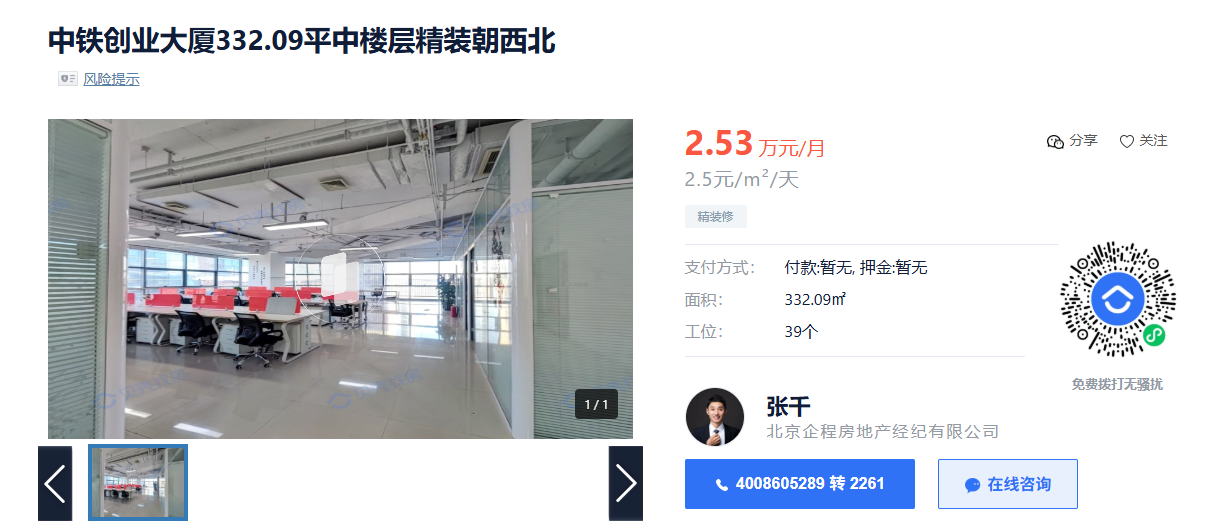 中铁创业大厦332.09平中楼层精装朝西北
风险提示
2.53 万元/月
分享 关注
2.5元/m²/天
精装修
支付方式： 付款:暂无, 押金:暂无
面积： 332.09㎡
工位： 39个
免费拨打无骚扰
1 / 1
张千
北京企程房地产经纪有限公司
4008605289 转 2261
在线咨询